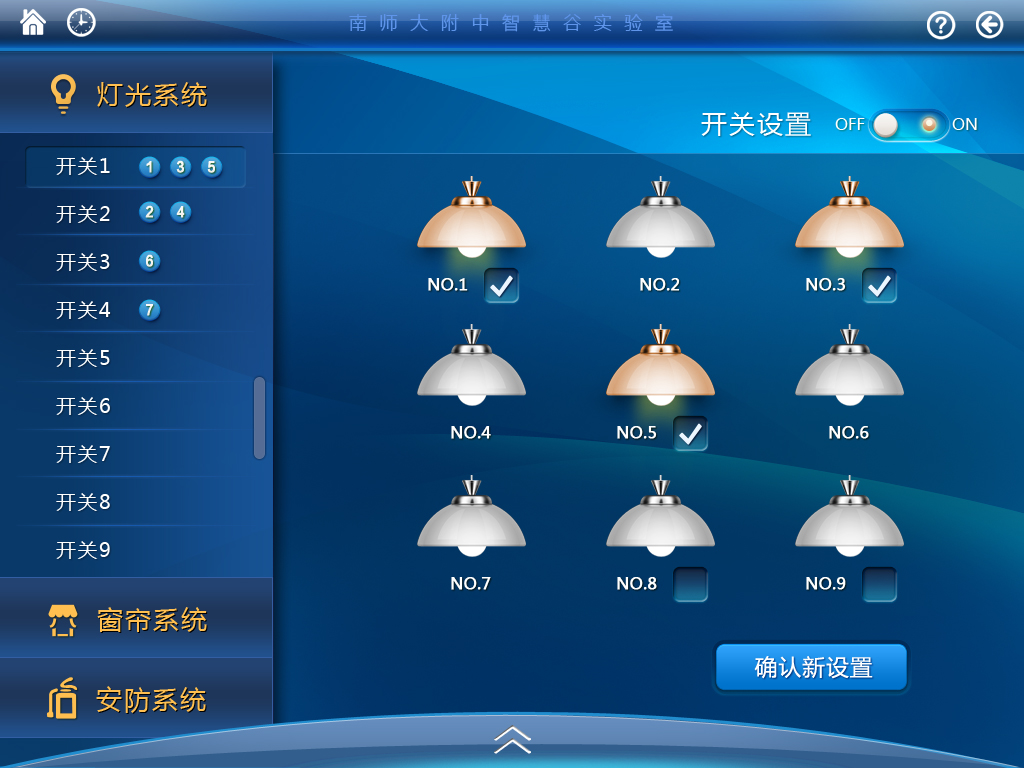 南师大附中智慧谷实验室
灯光系统
开关设置 OFF ON
开关1 1 3 5
开关2 2 4
开关3 6
开关4 7
开关5
开关6
开关7
开关8
开关9
NO.1 NO.2 NO.3
NO.4 NO.5 NO.6
NO.7 NO.8 NO.9
窗帘系统
安防系统
确认新设置